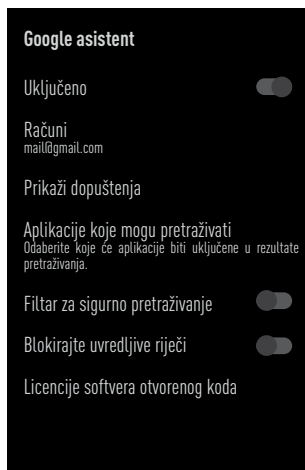 Google asistent
Uključeno
Računi
mail@gmail.com
Prikaži dopuštenja
Aplikacije koje mogu pretraživati
Odaberite koje će aplikacije biti uključene u rezultate
pretraživanja.
Filtar za sigurno pretraživanje
Blokirajte uvredljive riječi
Licencije softvera otvorenog koda